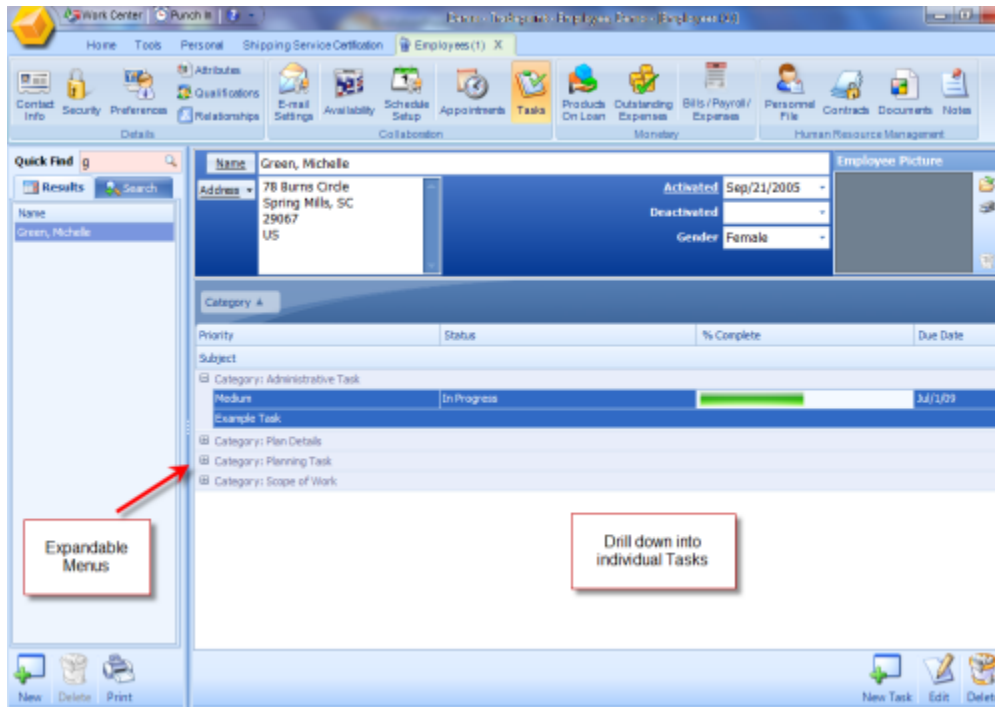 Work Center Punch In
Home Tools Personal Shipping Service Certification Employees (1) X
Contact Info Security Preferences Attributes Qualifications Relationships
Details
E-mail Settings Availability Schedule Setup Appointments Tasks
Collaboration
Products On Loan Outstanding Expenses Bills / Payroll / Expenses
Monetary
Personnel File Contracts Documents Notes
Human Resource Management
Quick Find g
Results Search
Name
Green, Michelle
Name Green, Michelle
Address 78 Burns Circle
Spring Mills, SC
29067
US
Activated Sep/21/2005
Deactivated
Gender Female
Employee Picture
Category
Priority Status % Complete Due Date
Subject
Category: Administrative Task
Medium In Progress Jul/1/09
Example Task
Category: Plan Details
Category: Planning Task
Category: Scope of Work
Expandable
Menus
Drill down into
individual Tasks
New Delete Print
New Task Edit Delet